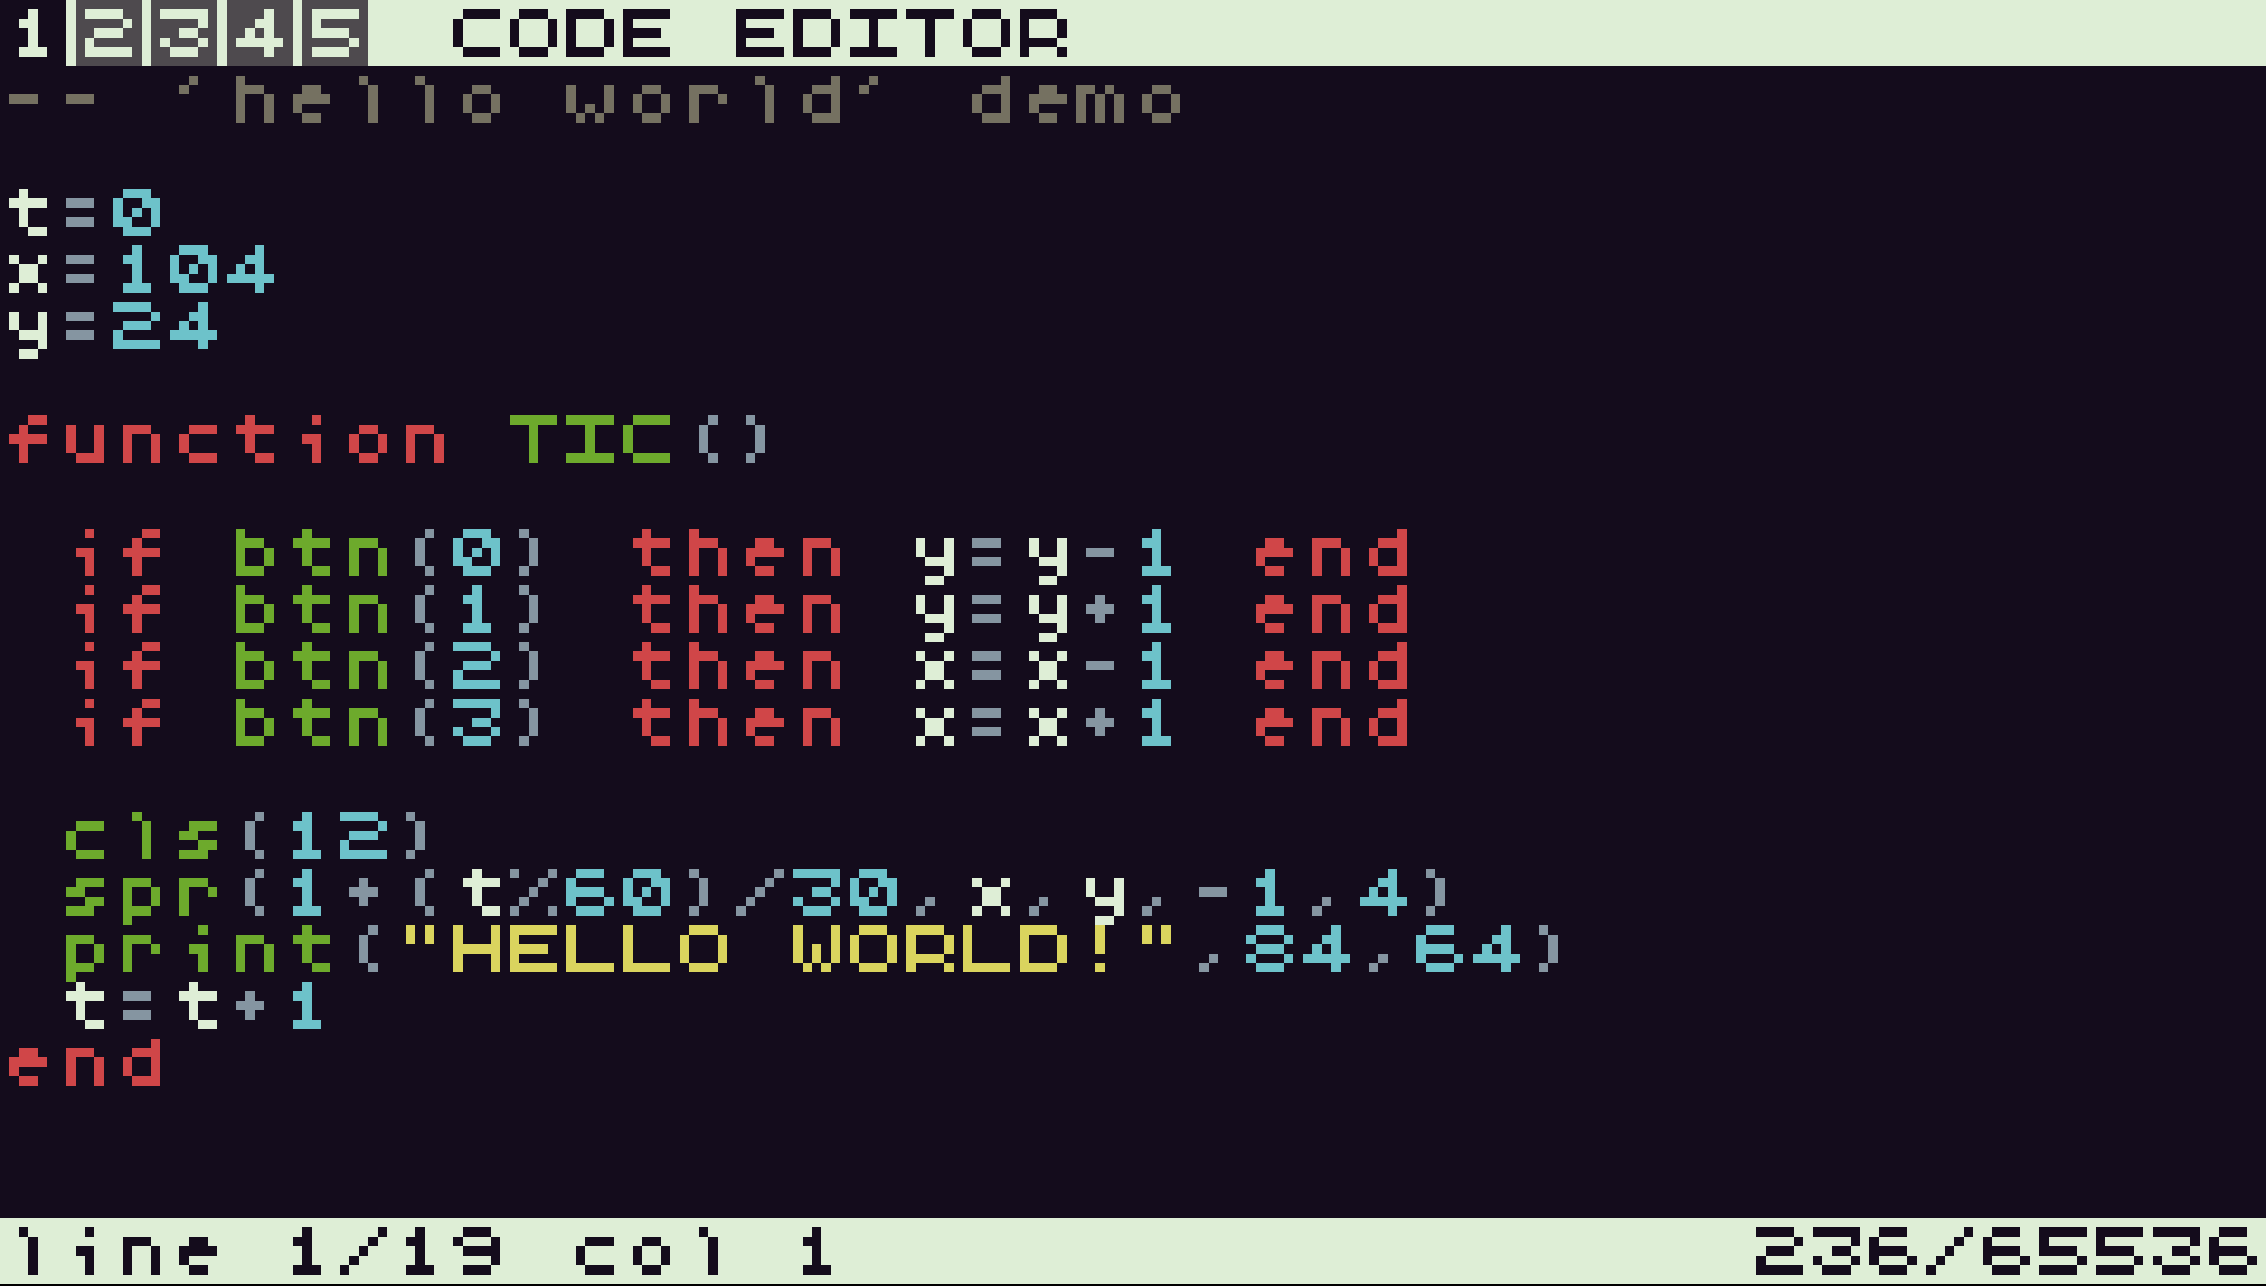 1 2 3 4 5 CODE EDITOR
-- 'hello world' demo
t=0
x=104
y=24
function TIC()
 if btn(0) then y=y-1 end
 if btn(1) then y=y+1 end
 if btn(2) then x=x-1 end
 if btn(3) then x=x+1 end
 cls(12)
 spr(1+(t%60)/30,x,y,-1,4)
 print("HELLO WORLD!",84,64)
 t=t+1
end
line 1/19 col 1 236/65536